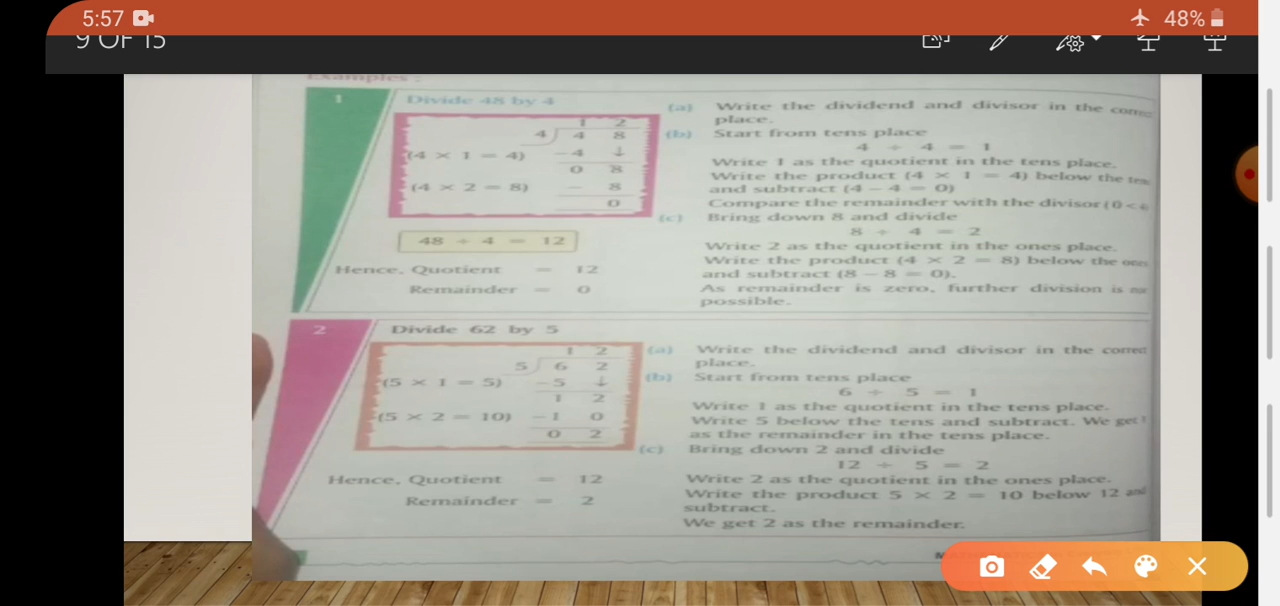 5:57
48%
9 OF 15
Examples :
1
Divide 48 by 4
1 2
4 4 8
(4 × 1 = 4) – 4 ↓
0 8
(4 × 2 = 8) – 8
0
48 ÷ 4 = 12
Hence, Quotient = 12
Remainder = 0
(a) Write the dividend and divisor in the
place.
(b) Start from tens place
4 ÷ 4 = 1
Write 1 as the quotient in the tens place.
Write the product (4 × 1 = 4) below the
and subtract (4 – 4 = 0)
Compare the remainder with the divisor (0 <
(c) Bring down 8 and divide
8 ÷ 4 = 2
Write 2 as the quotient in the ones place.
Write the product (4 × 2 = 8) below the ones
and subtract (8 – 8 = 0).
As remainder is zero, further division is not
possible.
2
Divide 62 by 5
1 2
5 6 2
(5 × 1 = 5) – 5 ↓
1 2
(5 × 2 = 10) – 1 0
0 2
Hence, Quotient = 12
Remainder = 2
(a) Write the dividend and divisor in the correct
place.
(b) Start from tens place
6 ÷ 5 = 1
Write 1 as the quotient in the tens place.
Write 5 below the tens and subtract. We get
as the remainder in the tens place.
(c) Bring down 2 and divide
12 ÷ 5 = 2
Write 2 as the quotient in the ones place.
Write the product 5 × 2 = 10 below 12 and
subtract.
We get 2 as the remainder.